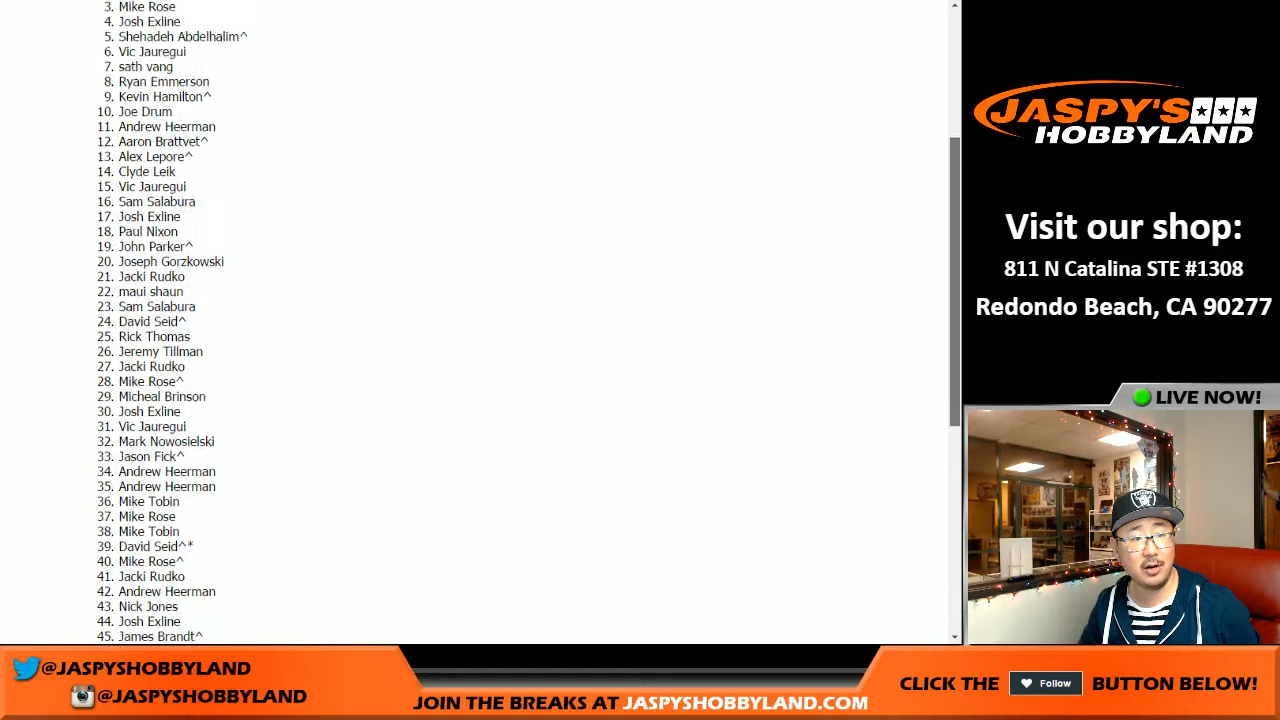 3. Mike Rose
4. Josh Exline
5. Shehadeh Abdelhalim^
6. Vic Jauregui
7. sath vang
8. Ryan Emmerson
9. Kevin Hamilton^
10. Joe Drum
11. Andrew Heerman
12. Aaron Brattvet^
13. Alex Lepore^
14. Clyde Leik
15. Vic Jauregui
16. Sam Salabura
17. Josh Exline
18. Paul Nixon
19. John Parker^
20. Joseph Gorzkowski
21. Jacki Rudko
22. maui shaun
23. Sam Salabura
24. David Seid^
25. Rick Thomas
26. Jeremy Tillman
27. Jacki Rudko
28. Mike Rose^
29. Micheal Brinson
30. Josh Exline
31. Vic Jauregui
32. Mark Nowosielski
33. Jason Fick^
34. Andrew Heerman
35. Andrew Heerman
36. Mike Tobin
37. Mike Rose
38. Mike Tobin
39. David Seid^*
40. Mike Rose^
41. Jacki Rudko
42. Andrew Heerman
43. Nick Jones
44. Josh Exline
45. James Brandt^
JASPY'S
HOBBYLAND
Visit our shop:
811 N Catalina STE #1308
Redondo Beach, CA 90277
LIVE NOW!
@JASPYSHOBBYLAND
@JASPYSHOBBYLAND
JOIN THE BREAKS AT JASPYSHOBBYLAND.COM
CLICK THE Follow BUTTON BELOW!